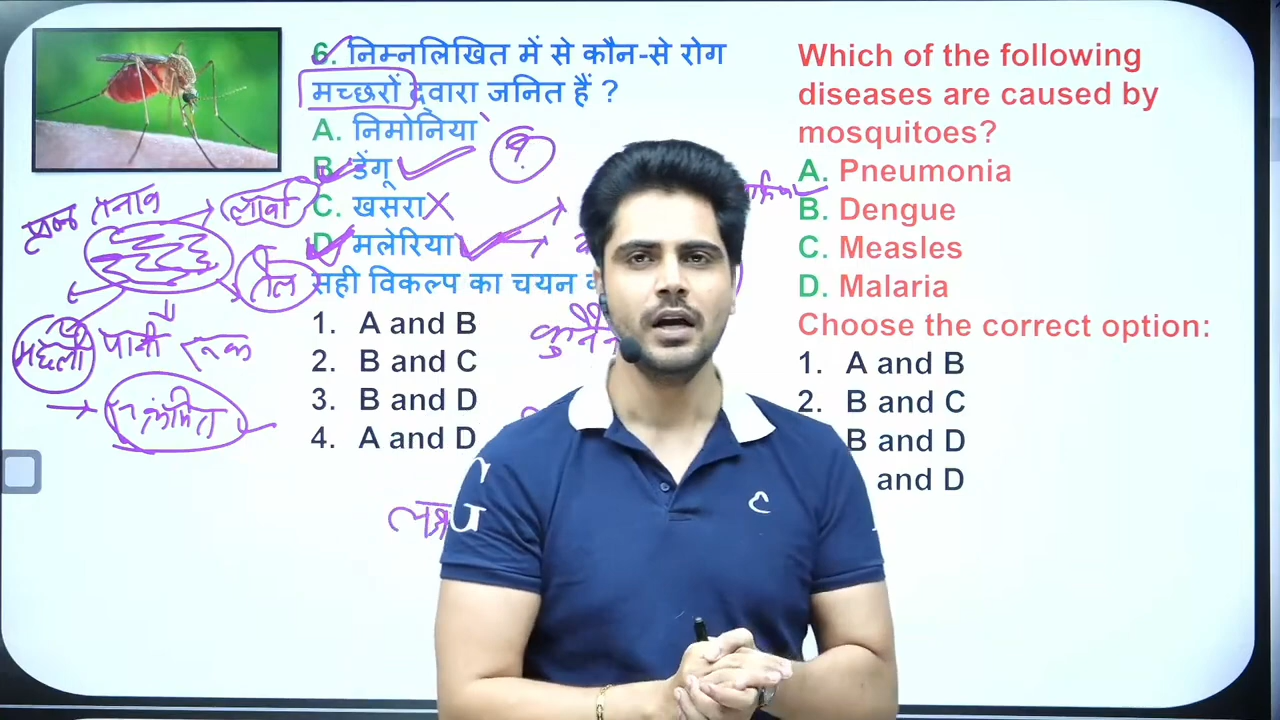 6. निम्नलिखित में से कौन-से रोग
मच्छरों द्वारा जनित हैं ?
A. निमोनिया
B. डेंगू
C. खसरा
D. मलेरिया
सही विकल्प का चयन
1. A and B
2. B and C
3. B and D
4. A and D
Which of the following
diseases are caused by
mosquitoes?
A. Pneumonia
B. Dengue
C. Measles
D. Malaria
Choose the correct option:
1. A and B
2. B and C
B and D
and D
तनाव
लार्वा
तेल
मछली पानी रुक
G